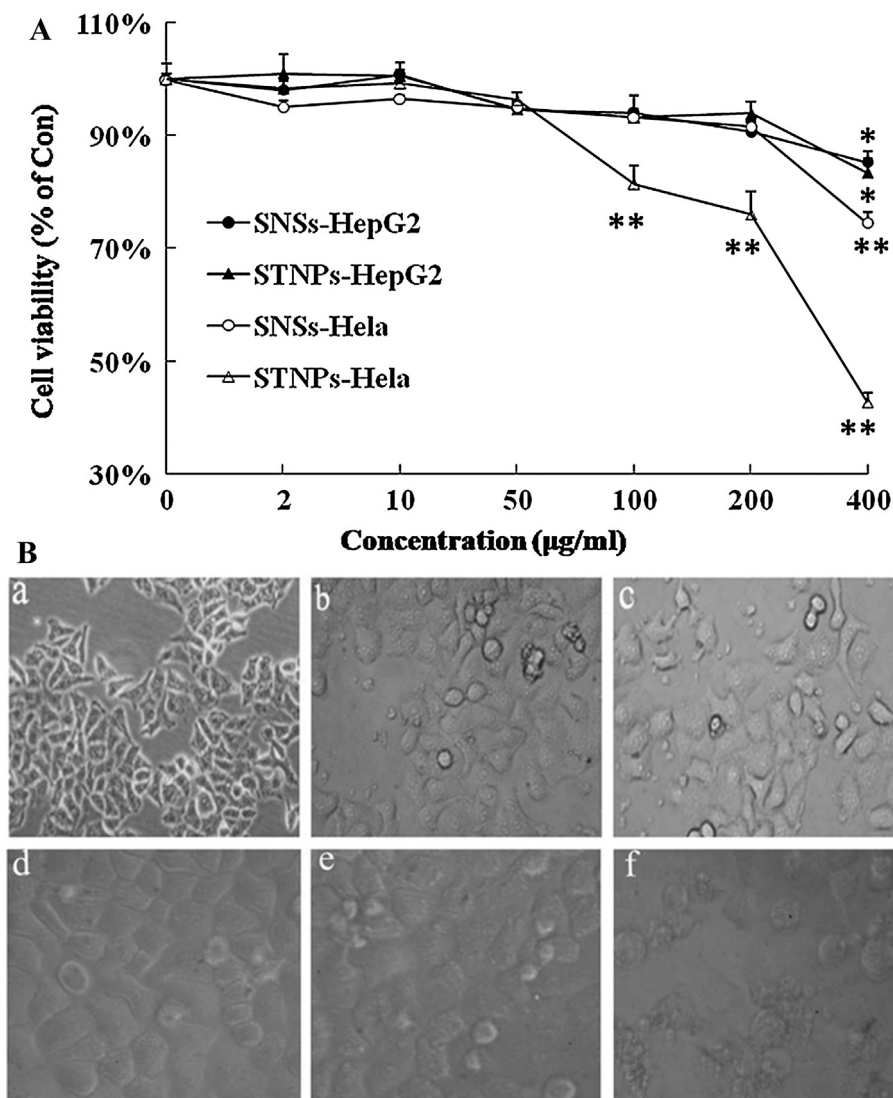 A
110%
90%
70%
50%
30%
Cell viability (% of Con)
SNSs-HepG2
STNPs-HepG2
SNSs-Hela
STNPs-Hela
*
*
**
**
**
**
0 2 10 50 100 200 400
Concentration (μg/ml)
B
a b c
d e f